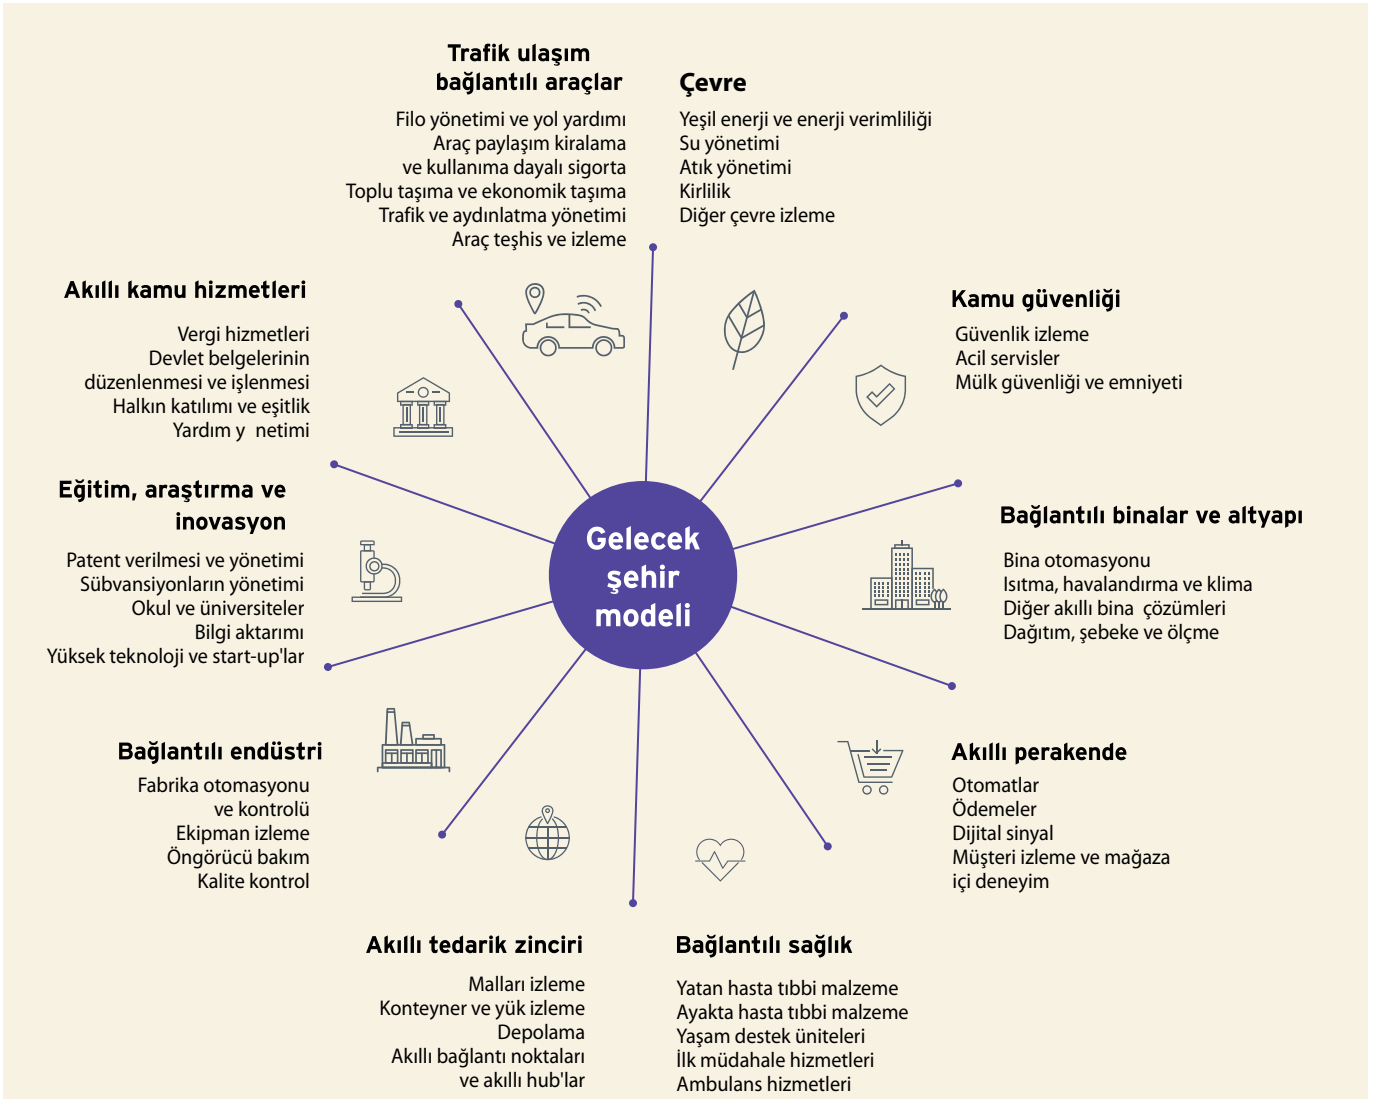 Trafik ulaşım
bağlantılı araçlar
Filo yönetimi ve yol yardımı
Araç paylaşım kiralama
ve kullanıma dayalı sigorta
Toplu taşıma ve ekonomik taşıma
Trafik ve aydınlatma yönetimi
Araç teşhis ve izleme
Çevre
Yeşil enerji ve enerji verimliliği
Su yönetimi
Atık yönetimi
Kirlilik
Diğer çevre izleme
Akıllı kamu hizmetleri
Vergi hizmetleri
Devlet belgelerinin
düzenlenmesi ve işlenmesi
Halkın katılımı ve eşitlik
Yardım y netimi
Kamu güvenliği
Güvenlik izleme
Acil servisler
Mülk güvenliği ve emniyeti
Eğitim, araştırma ve
inovasyon
Patent verilmesi ve yönetimi
Sübvansiyonların yönetimi
Okul ve üniversiteler
Bilgi aktarımı
Yüksek teknoloji ve start-up'lar
Gelecek
şehir
modeli
Bağlantılı binalar ve altyapı
Bina otomasyonu
Isıtma, havalandırma ve klima
Diğer akıllı bina çözümleri
Dağıtım, şebeke ve ölçme
Bağlantılı endüstri
Fabrika otomasyonu
ve kontrolü
Ekipman izleme
Öngörücü bakım
Kalite kontrol
Akıllı perakende
Otomatlar
Ödemeler
Dijital sinyal
Müşteri izleme ve mağaza
içi deneyim
Akıllı tedarik zinciri
Malları izleme
Konteyner ve yük izleme
Depolama
Akıllı bağlantı noktaları
ve akıllı hub'lar
Bağlantılı sağlık
Yatan hasta tıbbi malzeme
Ayakta hasta tıbbi malzeme
Yaşam destek üniteleri
İlk müdahale hizmetleri
Ambulans hizmetleri